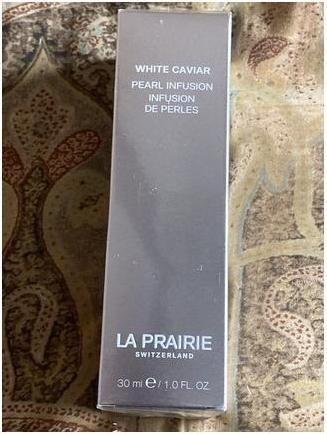 WHITE CAVIAR
PEARL INFUSION
INFUSION
DE PERLES
LA PRAIRIE
SWITZERLAND
30 ml ℮ / 1.0 FL. OZ.